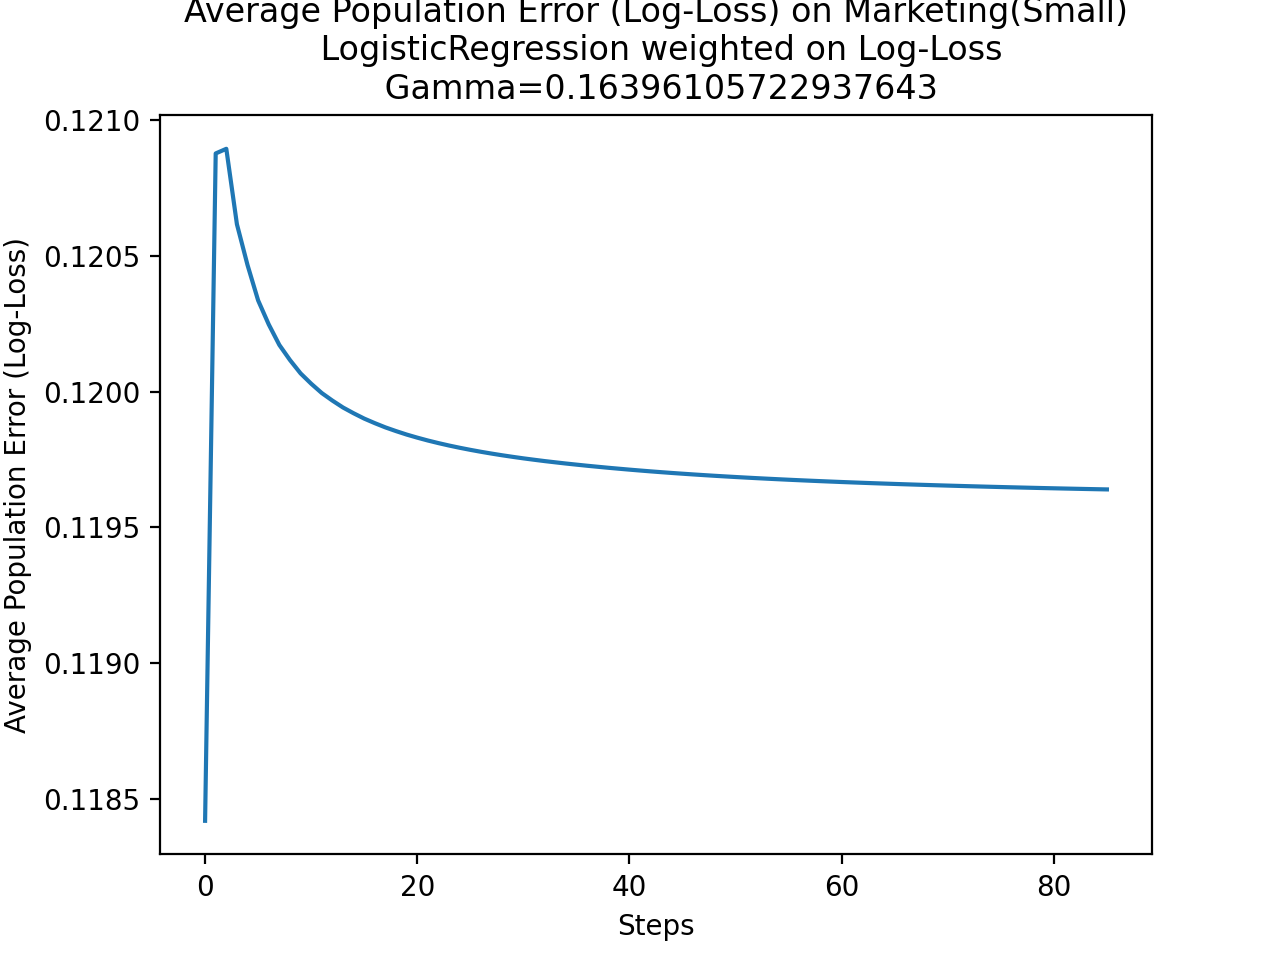 Average Population Error (Log-Loss) on Marketing(Small)
LogisticRegression weighted on Log-Loss
Gamma=0.16396105722937643
Average Population Error (Log-Loss)
0.1210
0.1205
0.1200
0.1195
0.1190
0.1185
0 20 40 60 80
Steps